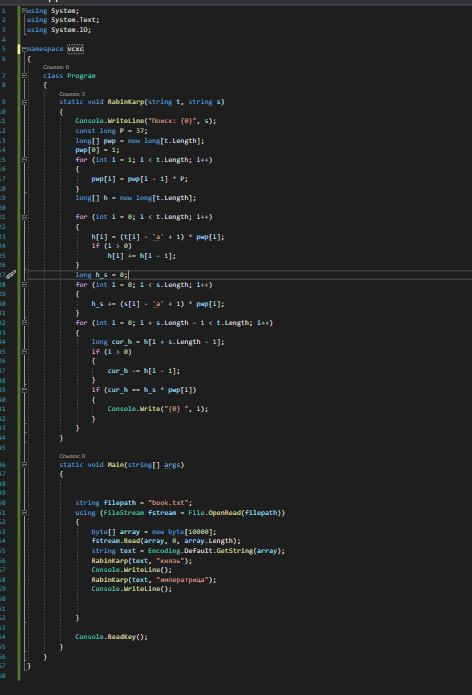 using System;
using System.Text;
using System.IO;
namespace vcxc
{
Ссылок: 0
class Program
{
Ссылок: 2
static void RabinKarp(string t, string s)
{
Console.WriteLine("Поиск: {0}", s);
const long P = 37;
long[] pwp = new long[t.Length];
pwp[0] = 1;
for (int i = 1; i < t.Length; i++)
{
pwp[i] = pwp[i - 1] * P;
}
long[] h = new long[t.Length];
for (int i = 0; i < t.Length; i++)
{
h[i] = (t[i] - 'a' + 1) * pwp[i];
if (i > 0)
h[i] += h[i - 1];
}
long h_s = 0;
for (int i = 0; i < s.Length; i++)
{
h_s += (s[i] - 'a' + 1) * pwp[i];
}
for (int i = 0; i + s.Length - 1 < t.Length; i++)
{
long cur_h = h[i + s.Length - 1];
if (i > 0)
{
cur_h -= h[i - 1];
}
if (cur_h == h_s * pwp[i])
{
Console.Write("{0} ", i);
}
}
}
Ссылок: 0
static void Main(string[] args)
{
string filepath = "book.txt";
using (FileStream fstream = File.OpenRead(filepath))
{
byte[] array = new byte[10000];
fstream.Read(array, 0, array.Length);
string text = Encoding.Default.GetString(array);
RabinKarp(text, "князь");
Console.WriteLine();
RabinKarp(text, "императрица");
Console.WriteLine();
}
Console.ReadKey();
}
}
}